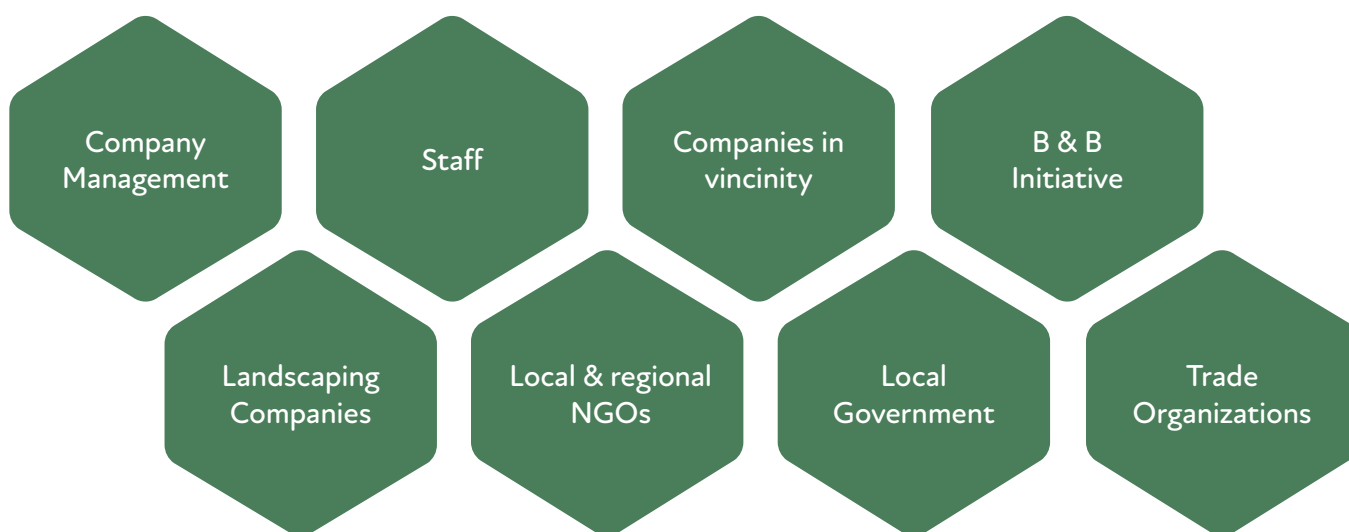 Company
Management
Staff
Companies in
vincinity
B & B
Initiative
Landscaping
Companies
Local & regional
NGOs
Local
Government
Trade
Organizations